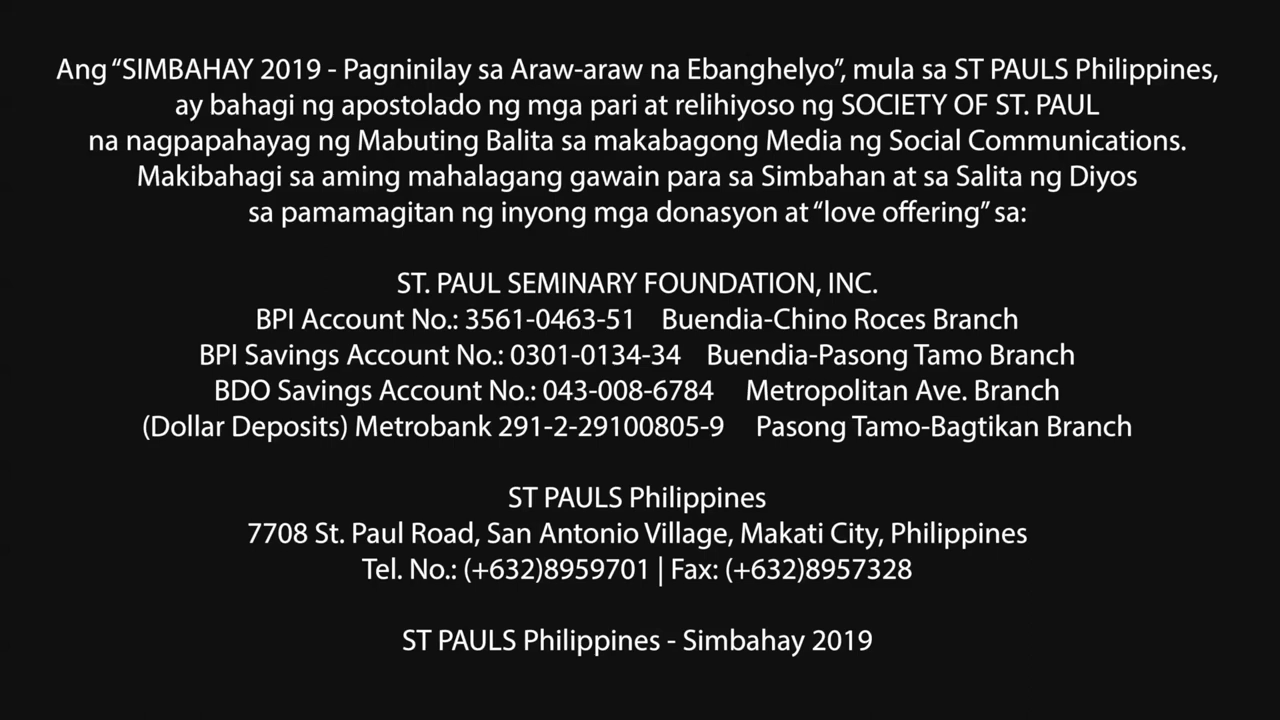 Ang “SIMBAHAY 2019 - Pagninilay sa Araw-araw na Ebanghelyo”, mula sa ST PAULS Philippines,
ay bahagi ng apostolado ng mga pari at relihiyoso ng SOCIETY OF ST. PAUL
na nagpapahayag ng Mabuting Balita sa makabagong Media ng Social Communications.
Makibahagi sa aming mahalagang gawain para sa Simbahan at sa Salita ng Diyos
sa pamamagitan ng inyong mga donasyon at “love offering” sa:
ST. PAUL SEMINARY FOUNDATION, INC.
BPI Account No.: 3561-0463-51 Buendia-Chino Roces Branch
BPI Savings Account No.: 0301-0134-34 Buendia-Pasong Tamo Branch
BDO Savings Account No.: 043-008-6784 Metropolitan Ave. Branch
(Dollar Deposits) Metrobank 291-2-29100805-9 Pasong Tamo-Bagtikan Branch
ST PAULS Philippines
7708 St. Paul Road, San Antonio Village, Makati City, Philippines
Tel. No.: (+632)8959701 | Fax: (+632)8957328
ST PAULS Philippines - Simbahay 2019